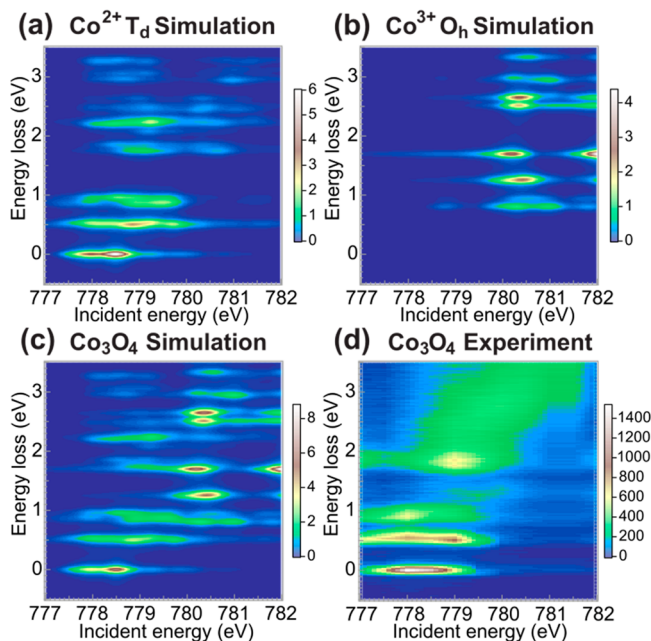 (a) Co²⁺ T_d Simulation
Energy loss (eV)
3
2
1
0
6
5
4
3
2
1
0
777 778 779 780 781 782
Incident energy (eV)
(b) Co³⁺ O_h Simulation
Energy loss (eV)
3
2
1
0
4
3
2
1
0
777 778 779 780 781 782
Incident energy (eV)
(c) Co₃O₄ Simulation
Energy loss (eV)
3
2
1
0
8
6
4
2
0
777 778 779 780 781 782
Incident energy (eV)
(d) Co₃O₄ Experiment
Energy loss (eV)
3
2
1
0
1400
1200
1000
800
600
400
200
0
777 778 779 780 781 782
Incident energy (eV)